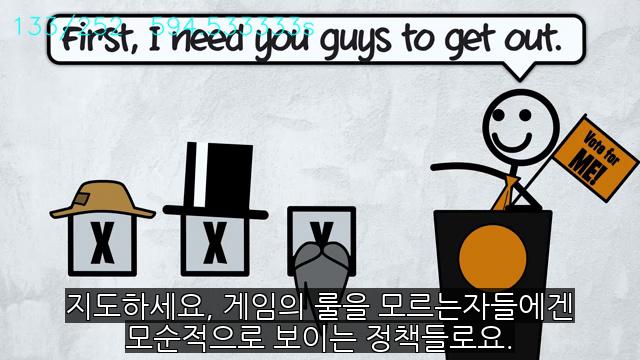 133/252 594.533333s
First, I need you guys to get out.
Vote for
ME!
X X X
지도하세요, 게임의 룰을 모르는자들에겐
모순적으로 보이는 정책들로요.